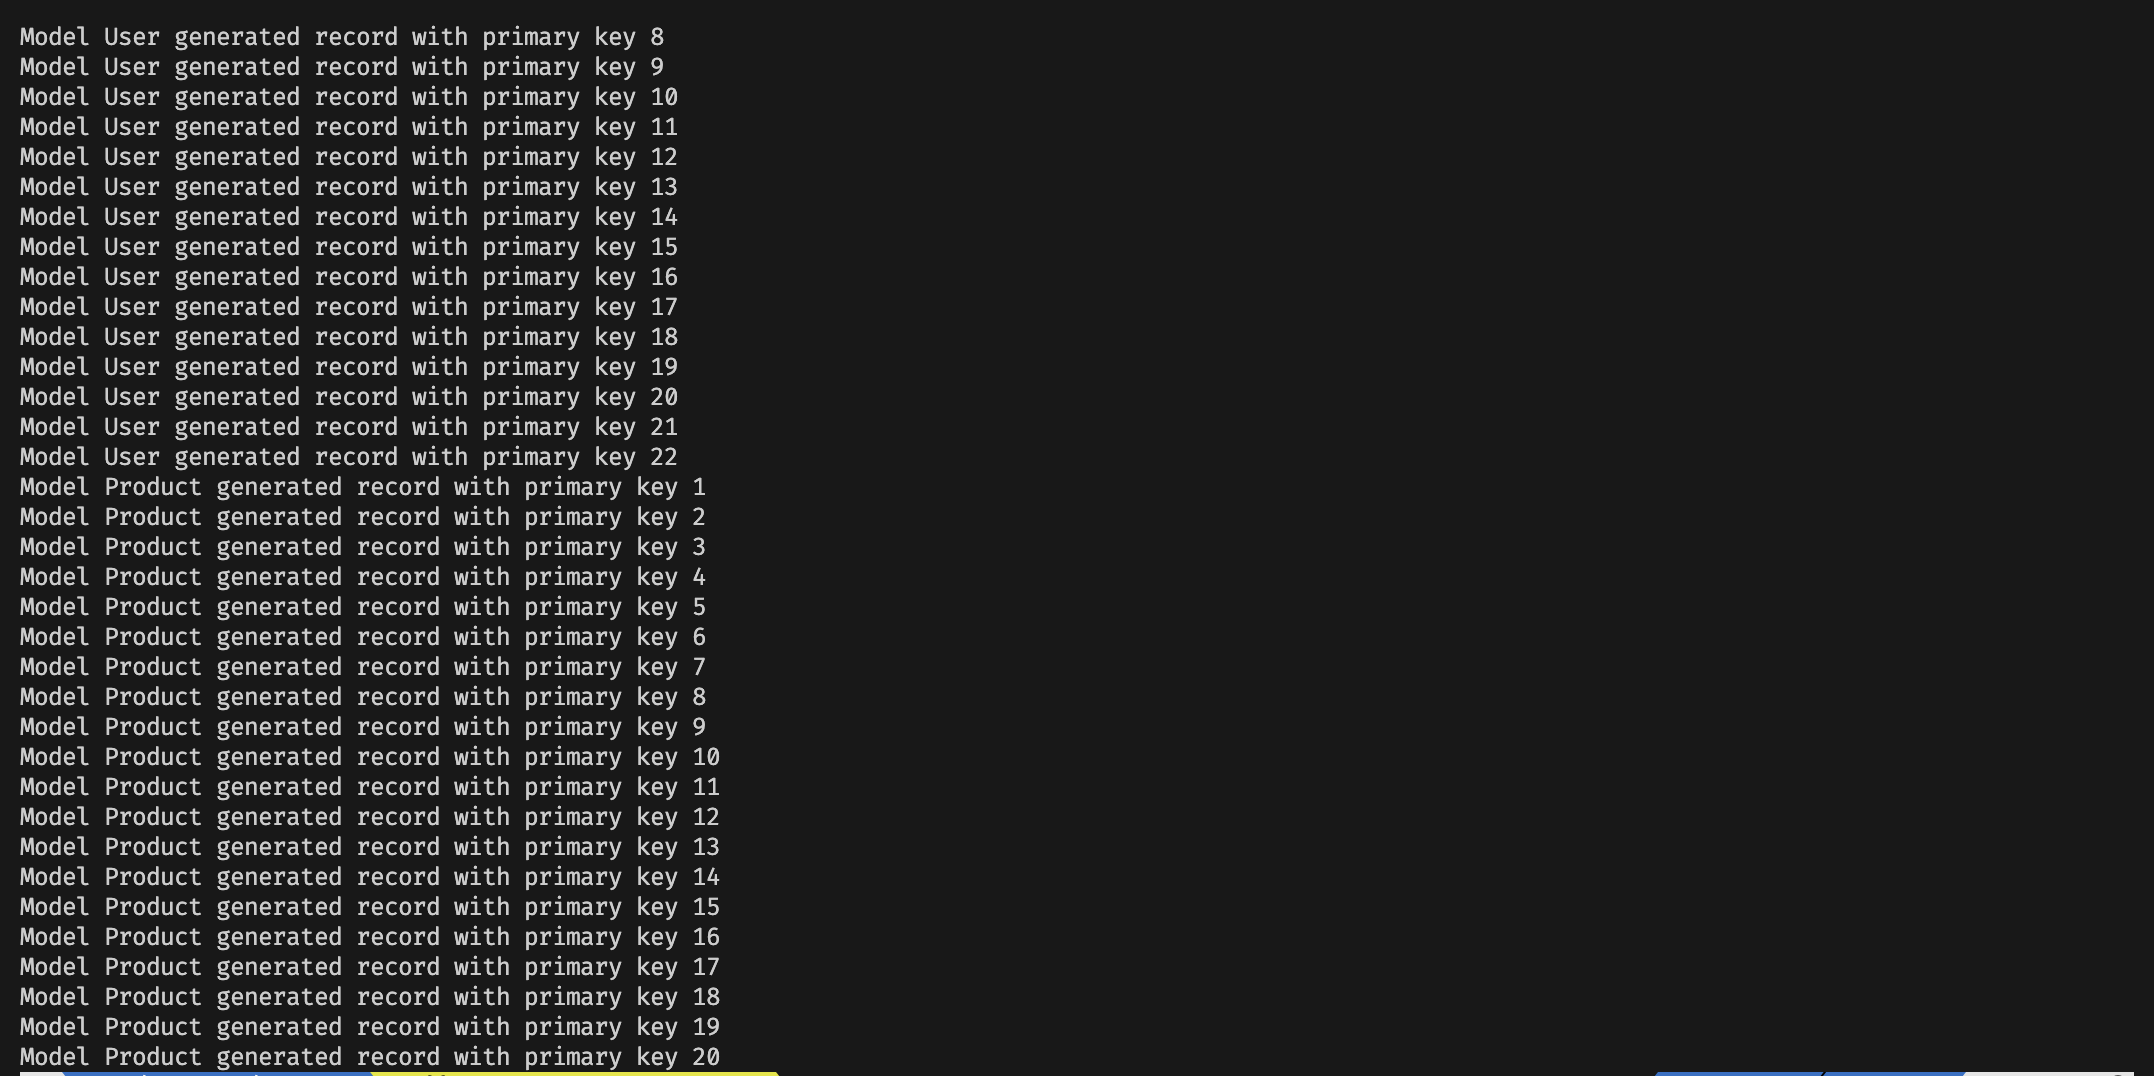 Model User generated record with primary key 8
Model User generated record with primary key 9
Model User generated record with primary key 10
Model User generated record with primary key 11
Model User generated record with primary key 12
Model User generated record with primary key 13
Model User generated record with primary key 14
Model User generated record with primary key 15
Model User generated record with primary key 16
Model User generated record with primary key 17
Model User generated record with primary key 18
Model User generated record with primary key 19
Model User generated record with primary key 20
Model User generated record with primary key 21
Model User generated record with primary key 22
Model Product generated record with primary key 1
Model Product generated record with primary key 2
Model Product generated record with primary key 3
Model Product generated record with primary key 4
Model Product generated record with primary key 5
Model Product generated record with primary key 6
Model Product generated record with primary key 7
Model Product generated record with primary key 8
Model Product generated record with primary key 9
Model Product generated record with primary key 10
Model Product generated record with primary key 11
Model Product generated record with primary key 12
Model Product generated record with primary key 13
Model Product generated record with primary key 14
Model Product generated record with primary key 15
Model Product generated record with primary key 16
Model Product generated record with primary key 17
Model Product generated record with primary key 18
Model Product generated record with primary key 19
Model Product generated record with primary key 20